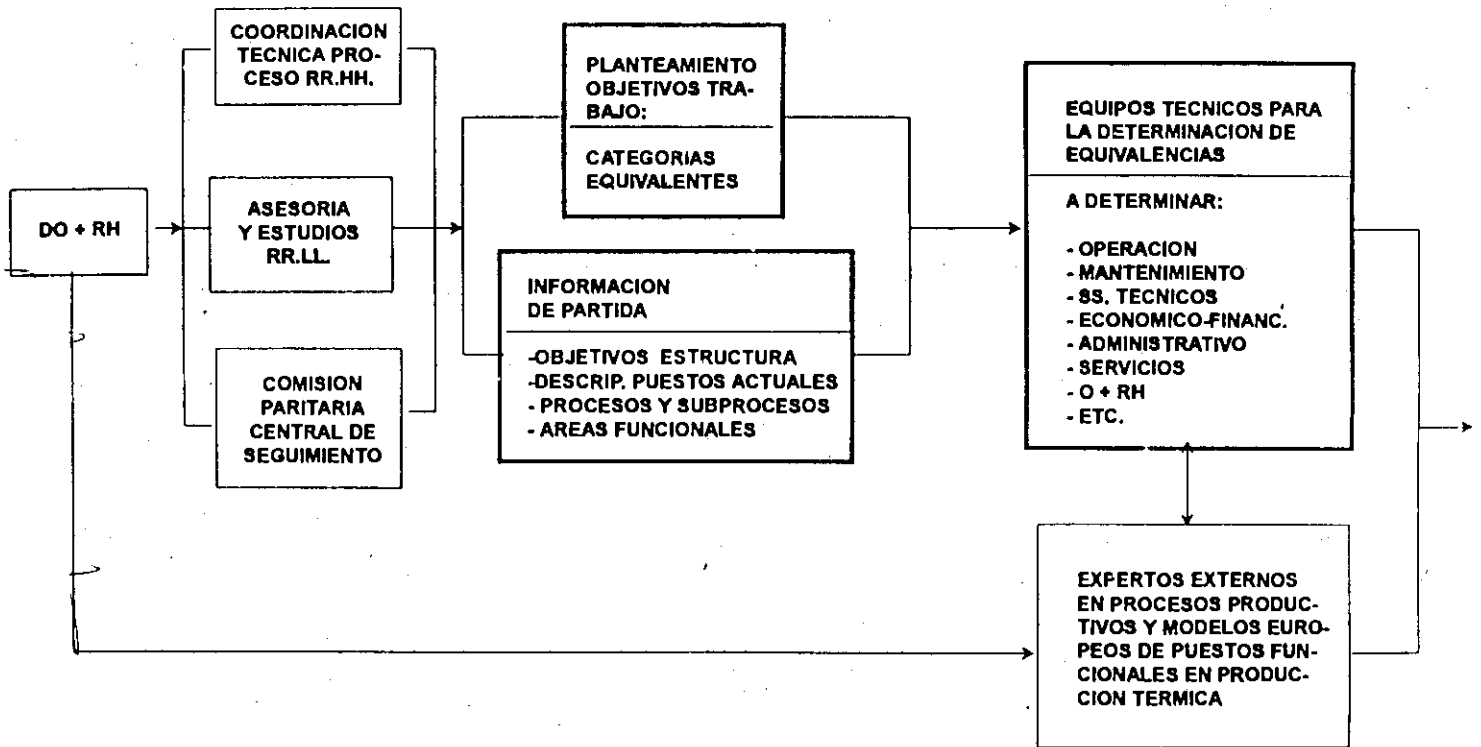 DO + RH
COORDINACION
TECNICA PRO-
CESO RR.HH.
ASESORIA
Y ESTUDIOS
RR.LL.
COMISION
PARITARIA
CENTRAL DE
SEGUIMIENTO
PLANTEAMIENTO
OBJETIVOS TRA-
BAJO:
CATEGORIAS
EQUIVALENTES
INFORMACION
DE PARTIDA
-OBJETIVOS ESTRUCTURA
-DESCRIP. PUESTOS ACTUALES
- PROCESOS Y SUBPROCESOS
- AREAS FUNCIONALES
EQUIPOS TECNICOS PARA
LA DETERMINACION DE
EQUIVALENCIAS
A DETERMINAR:
- OPERACION
- MANTENIMIENTO
- SS. TECNICOS
- ECONOMICO-FINANC.
- ADMINISTRATIVO
- SERVICIOS
- O + RH
- ETC.
EXPERTOS EXTERNOS
EN PROCESOS PRODUC-
TIVOS Y MODELOS EURO-
PEOS DE PUESTOS FUN-
CIONALES EN PRODUC-
CION TERMICA